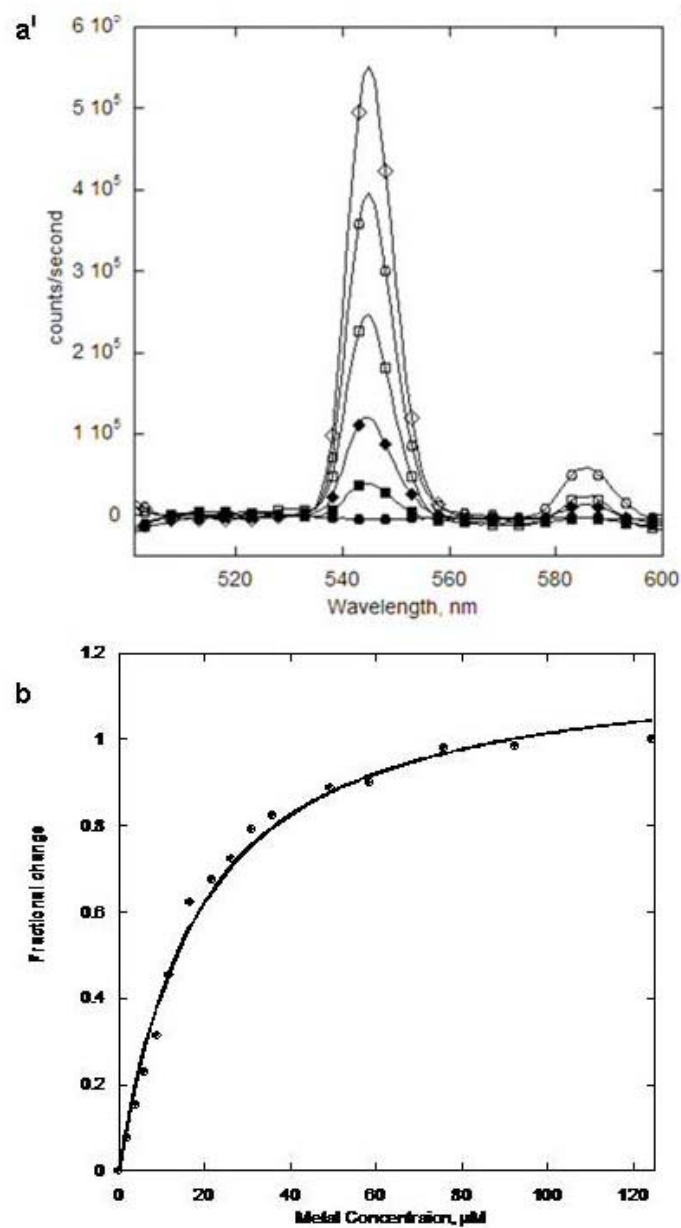 a'
6 10⁵
5 10⁵
4 10⁵
3 10⁵
2 10⁵
1 10⁵
0
counts/second
520 540 560 580 600
Wavelength, nm
b
1.2
1
0.8
0.6
0.4
0.2
0
Fractional change
0 20 40 60 80 100 120
Metal Concentraion, µM